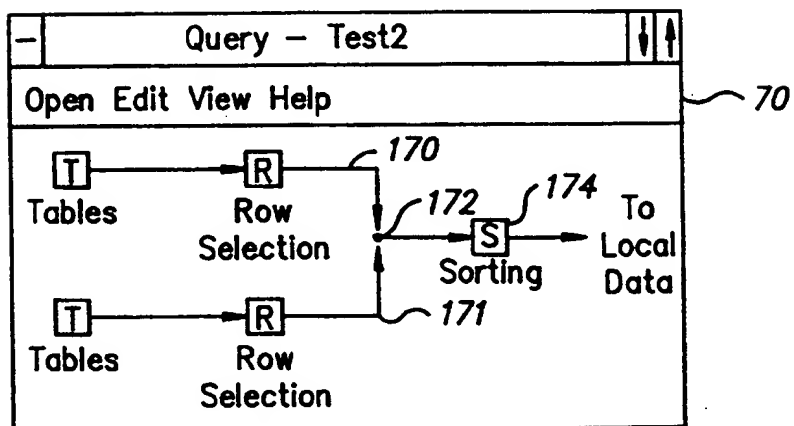 Query – Test2
Open Edit View Help
70
T
R
170
Tables
Row
Selection
172
S
174
Sorting
To
Local
Data
T
R
171
Tables
Row
Selection